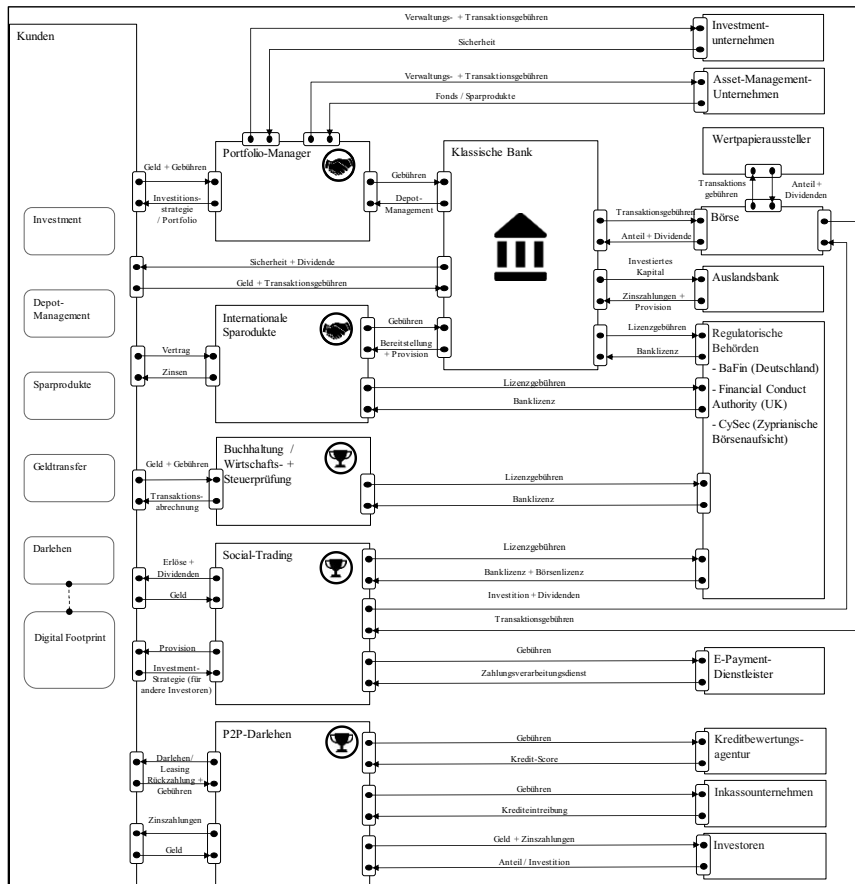 Kunden
Investment
Depot-
Management
Sparprodukte
Geldtransfer
Darlehen
Digital Footprint
Verwaltungs- + Transaktionsgebühren
Sicherheit
Investment-
unternehmen
Verwaltungs- + Transaktionsgebühren
Fonds / Sparprodukte
Asset-Management-
Unternehmen
Portfolio-Manager
Geld + Gebühren
Investitions-
strategie
/ Portfolio
Gebühren
Depot-
Management
Klassische Bank
Wertpapieraussteller
Transaktions
gebühren
Anteil +
Dividenden
Transaktionsgebühren
Anteil + Dividende
Börse
Sicherheit + Dividende
Geld + Transaktionsgebühren
Investiertes
Kapital
Zinszahlungen +
Provision
Auslandsbank
Internationale
Sparodukte
Vertrag
Zinsen
Gebühren
Bereitstellung
+ Provision
Lizenzgebühren
Banklizenz
Regulatorische
Behörden
- BaFin (Deutschland)
- Financial Conduct
Authority (UK)
- CySec (Zyprianische
Börsenaufsicht)
Lizenzgebühren
Banklizenz
Buchhaltung /
Wirtschafts- +
Steuerprüfung
Geld + Gebühren
Transaktions-
abrechnung
Lizenzgebühren
Banklizenz
Social-Trading
Erlöse +
Dividenden
Geld
Provision
Investment-
Strategie (für
andere Investoren)
Lizenzgebühren
Banklizenz + Börsenlizenz
Investition + Dividenden
Transaktionsgebühren
Gebühren
Zahlungsverarbeitungsdienst
E-Payment-
Dienstleister
P2P-Darlehen
Darlehen/
Leasing
Rückzahlung +
Gebühren
Zinszahlungen
Geld
Gebühren
Kredit-Score
Kreditbewertungs-
agentur
Gebühren
Krediteintreibung
Inkassounternehmen
Geld + Zinszahlungen
Anteil / Investition
Investoren